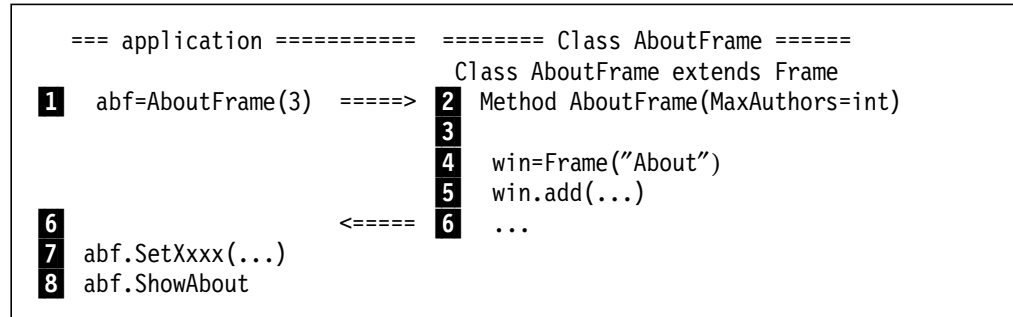 === application =========== ======== Class AboutFrame ======
Class AboutFrame extends Frame
1 abf=AboutFrame(3) =====> 2 Method AboutFrame(MaxAuthors=int)
3
4 win=Frame(″About″)
5 win.add(...)
6 <===== 6 ...
7 abf.SetXxxx(...)
8 abf.ShowAbout